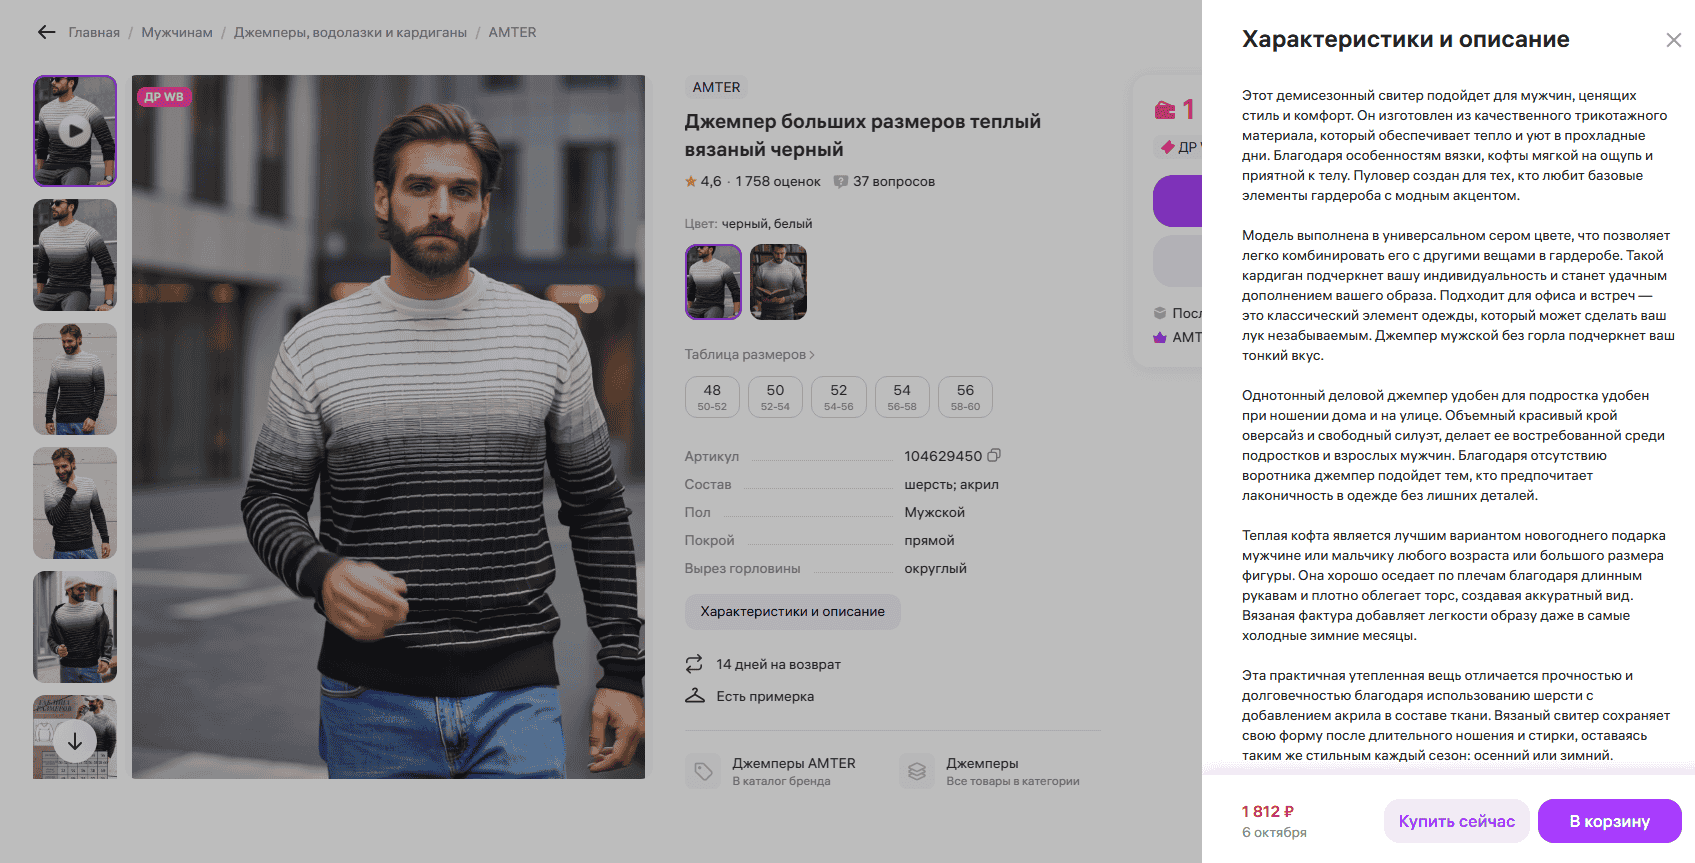 Главная / Мужчинам / Джемперы, водолазки и кардиганы / AMTER
ДР WB
AMTER
Джемпер больших размеров теплый
вязаный черный
4,6 · 1 758 оценок 37 вопросов
Цвет: черный, белый
Таблица размеров
48 50 52 54 56
50-52 52-54 54-56 56-58 58-60
Артикул 104629450
Состав шерсть; акрил
Пол Мужской
Покрой прямой
Вырез горловины округлый
Характеристики и описание
14 дней на возврат
Есть примерка
Джемперы AMTER
В каталог бренда
Джемперы
Все товары в категории
1
ДР
Характеристики и описание
Этот демисезонный свитер подойдет для мужчин, ценящих
стиль и комфорт. Он изготовлен из качественного трикотажного
материала, который обеспечивает тепло и уют в прохладные
дни. Благодаря особенностям вязки, кофты мягкой на ощупь и
приятной к телу. Пуловер создан для тех, кто любит базовые
элементы гардероба с модным акцентом.
Модель выполнена в универсальном сером цвете, что позволяет
легко комбинировать его с другими вещами в гардеробе. Такой
кардиган подчеркнет вашу индивидуальность и станет удачным
дополнением вашего образа. Подходит для офиса и встреч —
это классический элемент одежды, который может сделать ваш
лук незабываемым. Джемпер мужской без горла подчеркнет ваш
тонкий вкус.
Однотонный деловой джемпер удобен для подростка удобен
при ношении дома и на улице. Объемный красивый крой
оверсайз и свободный силуэт, делает ее востребованной среди
подростков и взрослых мужчин. Благодаря отсутствию
воротника джемпер подойдет тем, кто предпочитает
лаконичность в одежде без лишних деталей.
Теплая кофта является лучшим вариантом новогоднего подарка
мужчине или мальчику любого возраста или большого размера
фигуры. Она хорошо оседает по плечам благодаря длинным
рукавам и плотно облегает торс, создавая аккуратный вид.
Вязаная фактура добавляет легкости образу даже в самые
холодные зимние месяцы.
Эта практичная утепленная вещь отличается прочностью и
долговечностью благодаря использованию шерсти с
добавлением акрила в составе ткани. Вязаный свитер сохраняет
свою форму после длительного ношения и стирки, оставаясь
таким же стильным каждый сезон: осенний или зимний.
1 812 ₽
6 октября
Купить сейчас
В корзину